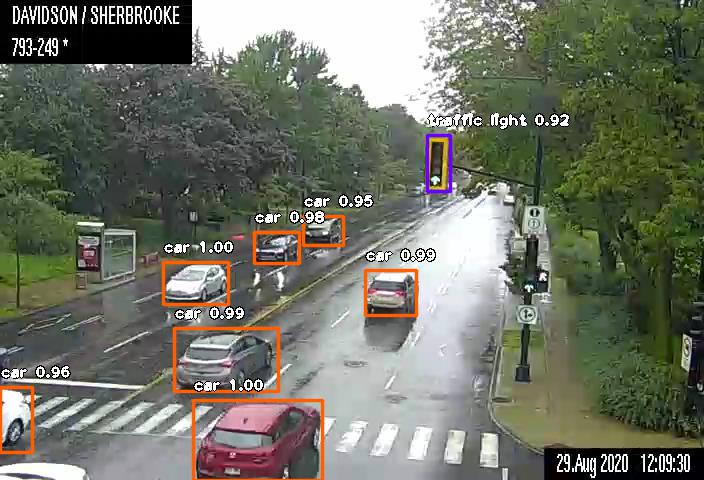 DAVIDSON / SHERBROOKE
793-249 *
traffic light 0.92
car 0.95
car 0.98
car 1.00
car 0.99
car 0.99
car 0.96
car 1.00
29.Aug 2020 12:09:30